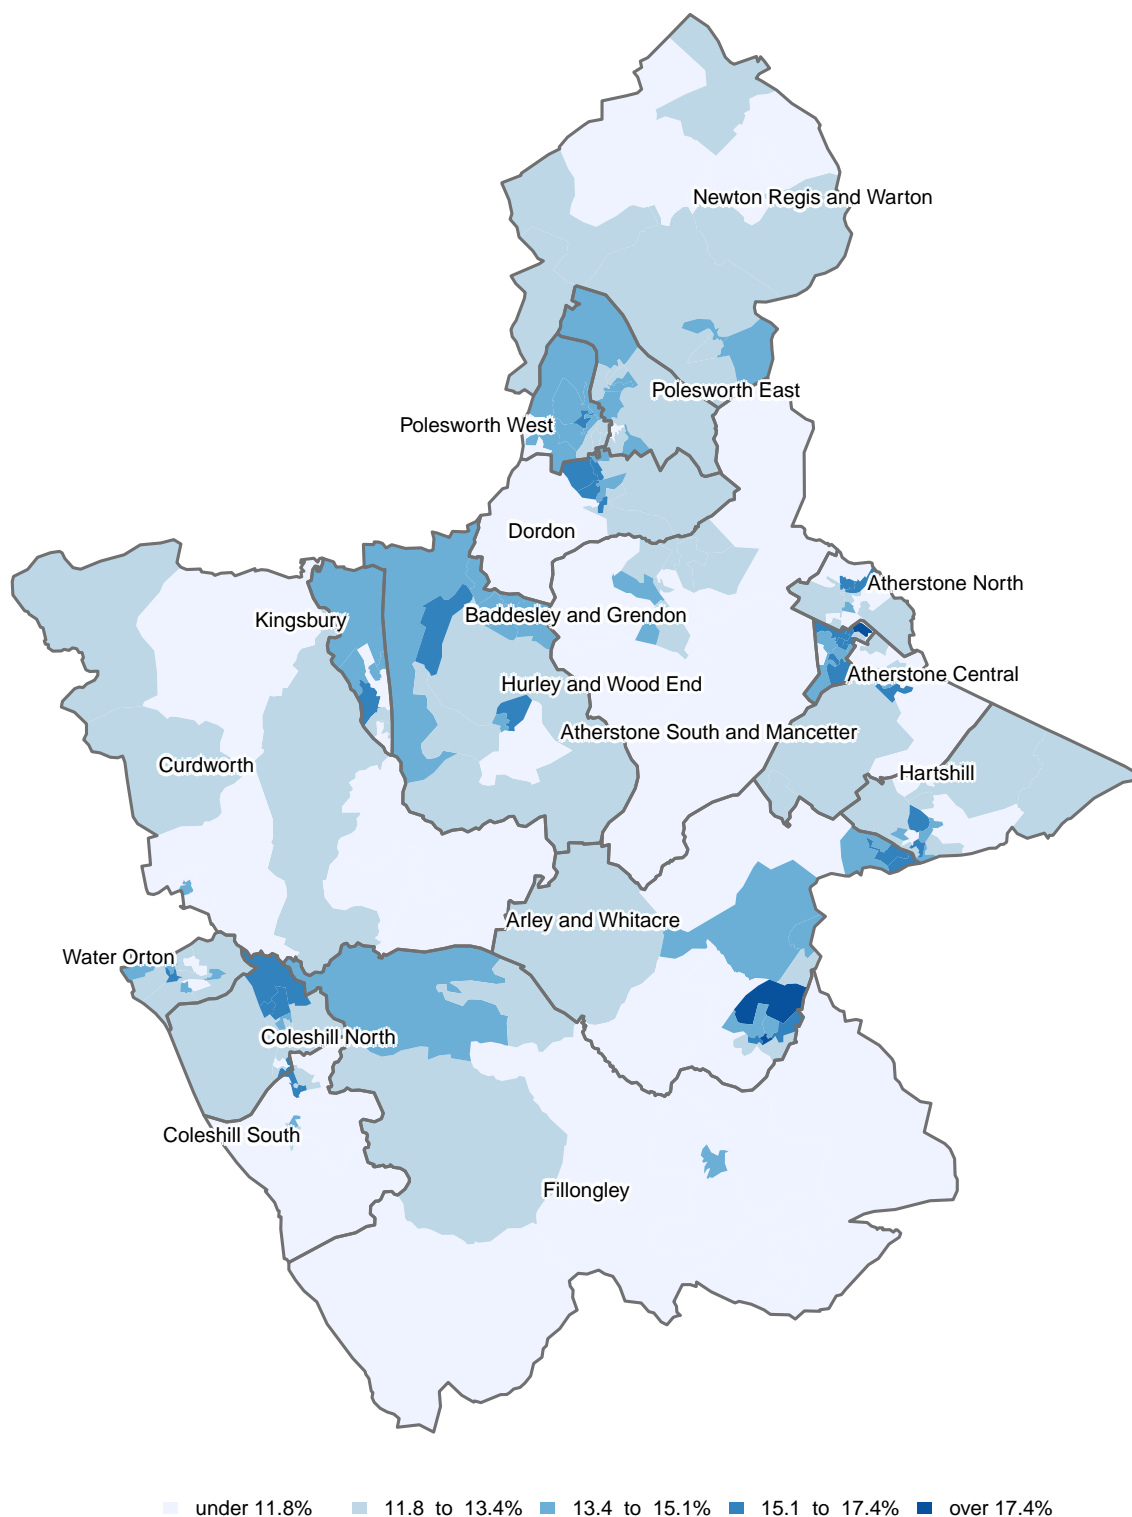 Newton Regis and Warton
Polesworth East
Polesworth West
Dordon
Atherstone North
Kingsbury
Baddesley and Grendon
Atherstone Central
Hurley and Wood End
Atherstone South and Mancetter
Curdworth
Hartshill
Arley and Whitacre
Water Orton
Coleshill North
Coleshill South
Fillongley
under 11.8% 11.8 to 13.4% 13.4 to 15.1% 15.1 to 17.4% over 17.4%